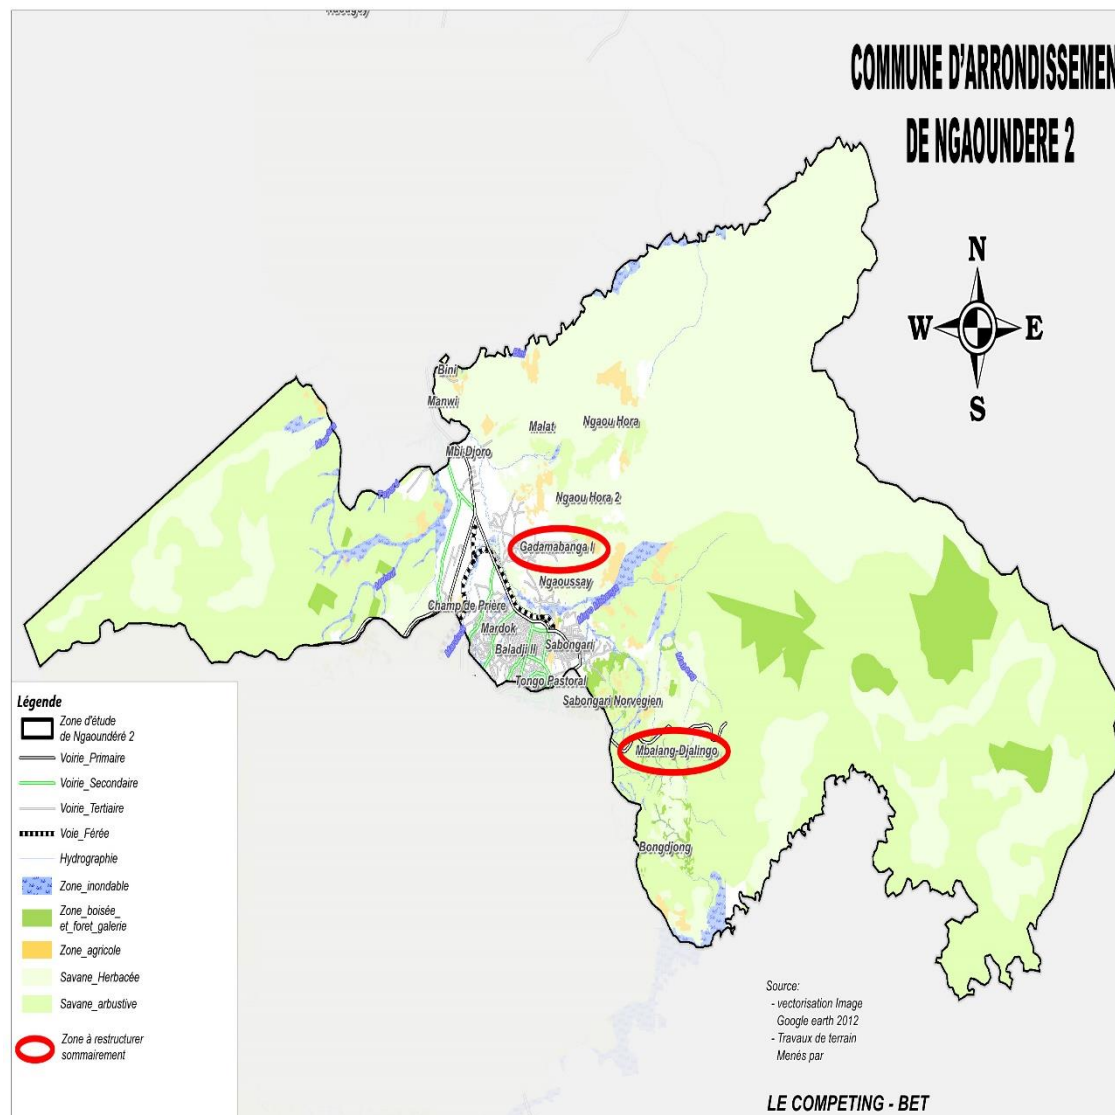 COMMUNE D'ARRONDISSEMEN
DE NGAOUNDERE 2
N
W
E
S
Bini
Manwi
Malat
Ngaou Hora
Mbi Djoro
Ngaou Hora 2
Gadamabanga I
Ngaoussay
Champ de Prière
Mardok
Baladji II
Sabongari
Tongo Pastoral
Sabongari Norvegien
Mbalang-Djalingo
Bongdjong
Légende
Zone d'étude
de Ngaoundéré 2
Voirie_Primaire
Voirie_Secondaire
Voirie_Tertiaire
Voie_Férée
Hydrographie
Zone_inondable
Zone_boisée_
et_foret_galerie
Zone_agricole
Savane_Herbacée
Savane_arbustive
Zone à restructurer
sommairement
Source:
- vectorisation Image
Google earth 2012
- Travaux de terrain
Menés par
LE COMPETING - BET